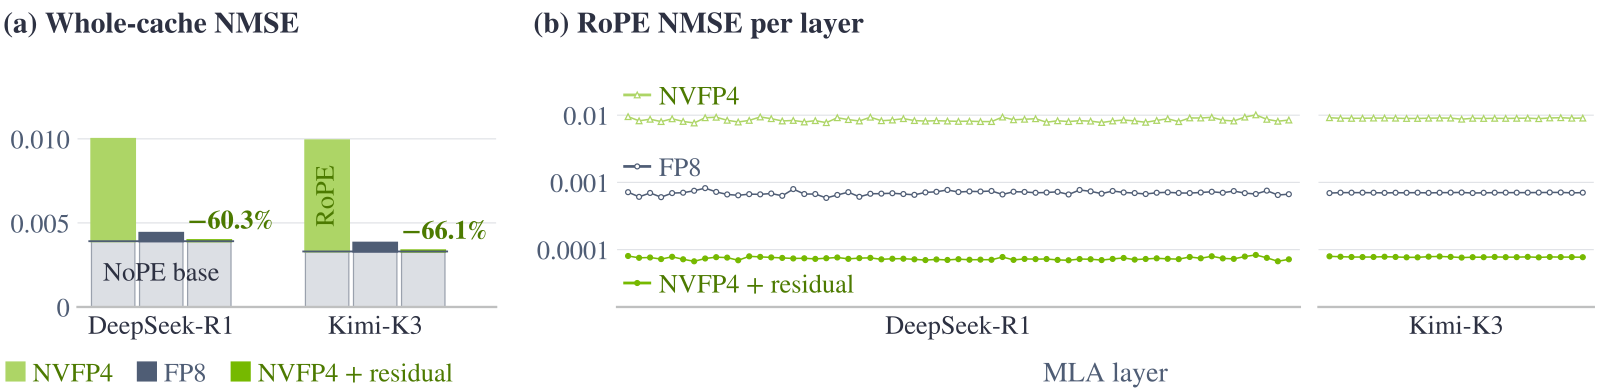 (a) Whole-cache NMSE
0.010
0.005
0
RoPE
−60.3%
−66.1%
NoPE base
DeepSeek-R1
Kimi-K3
NVFP4
FP8
NVFP4 + residual
(b) RoPE NMSE per layer
0.01
0.001
0.0001
NVFP4
FP8
NVFP4 + residual
DeepSeek-R1
Kimi-K3
MLA layer